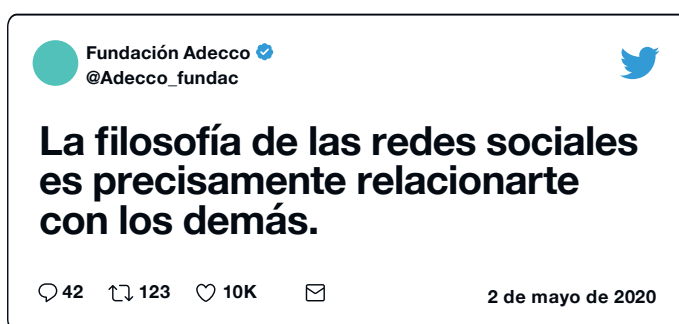 Fundación Adecco
@Adecco_fundac
La filosofía de las redes sociales
es precisamente relacionarte
con los demás.
42 123 10K
2 de mayo de 2020